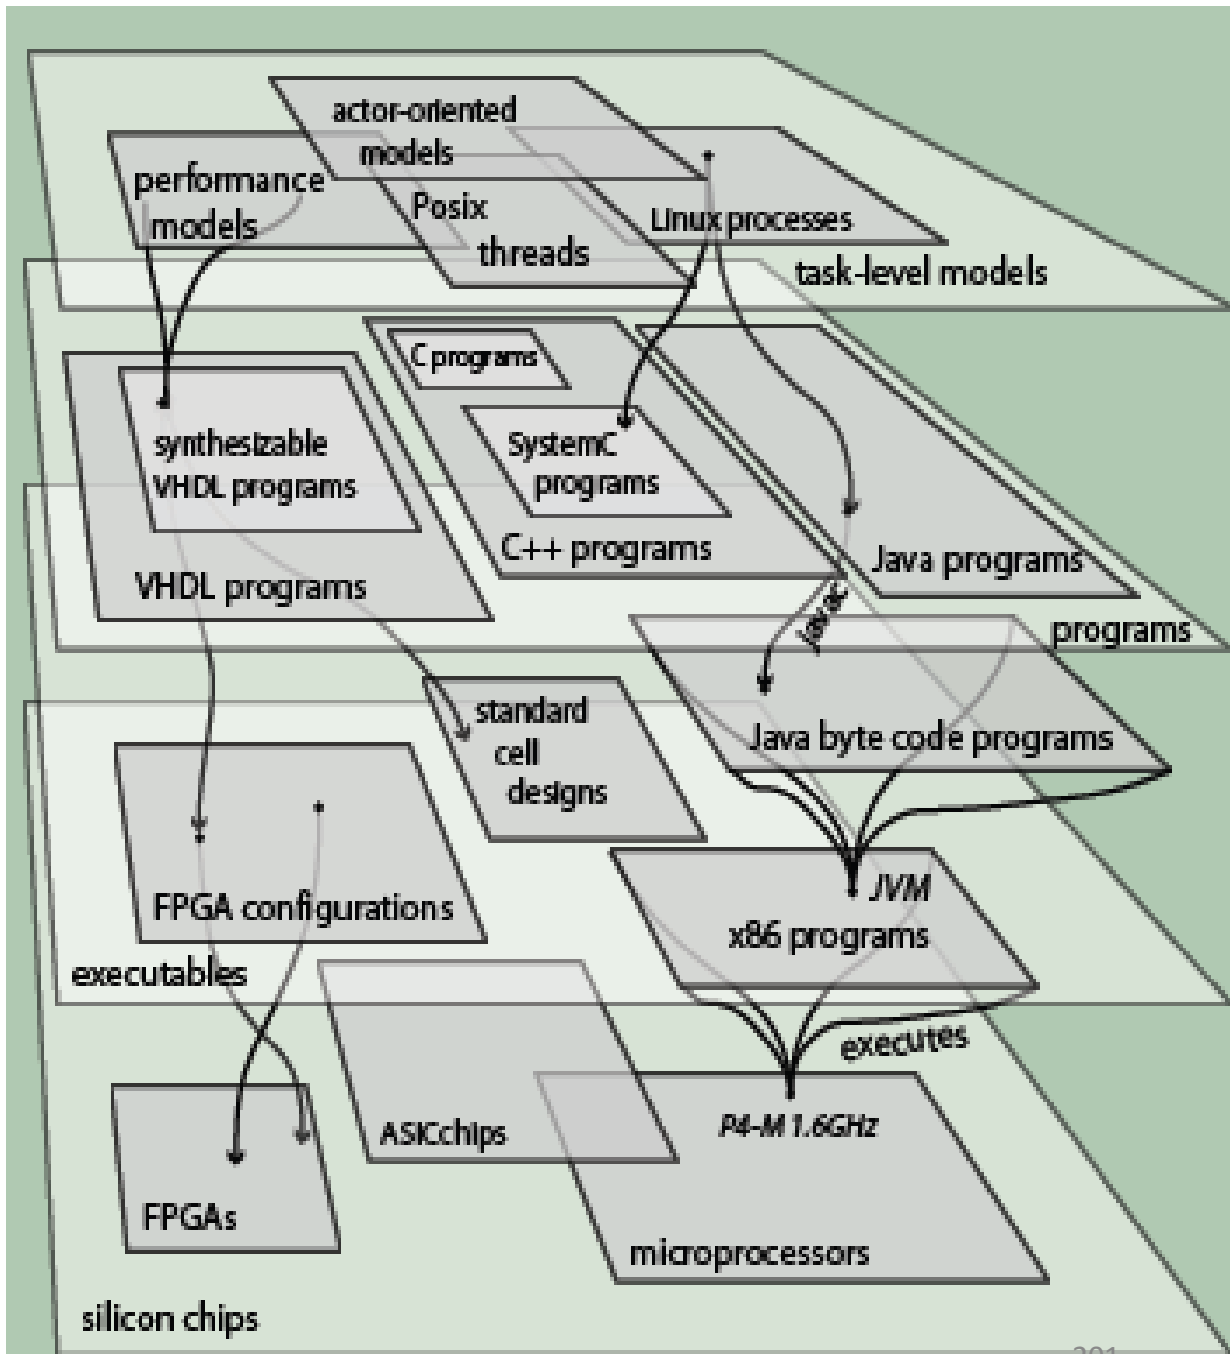 actor-oriented
models
performance
models
Posix
threads
Linux processes
task-level models
C programs
synthesizable
VHDL programs
SystemC
programs
C++ programs
VHDL programs
Java programs
programs
javac
standard
cell
designs
Java byte code programs
FPGA configurations
JVM
x86 programs
executables
executes
ASICchips
P4-M 1.6GHz
FPGAs
microprocessors
silicon chips